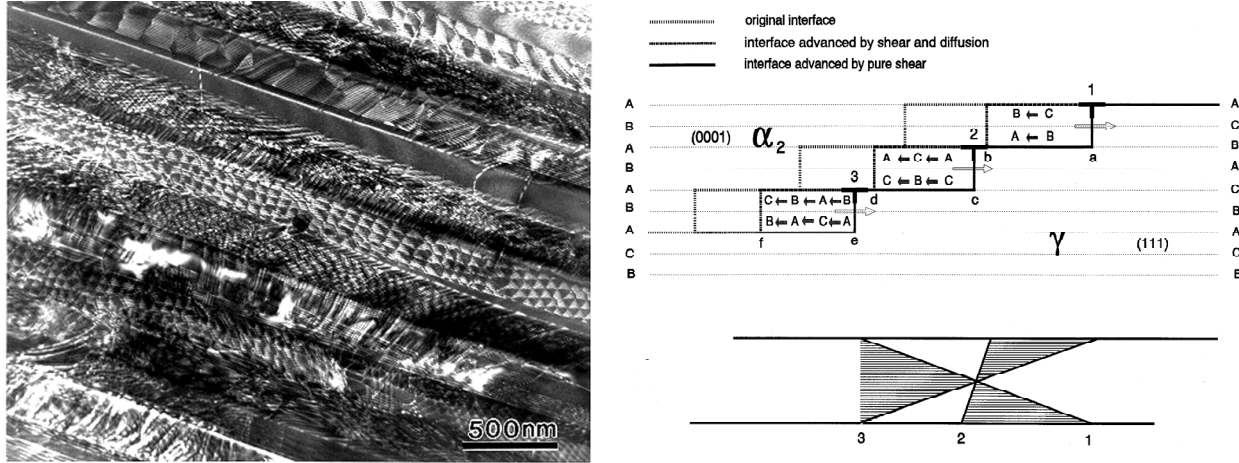 500nm
original interface
interface advanced by shear and diffusion
interface advanced by pure shear
1
A A
B ← C
B (0001) α2 C
2 A ← B
A b a B
A ← C ← A
B A
3 C ← B ← C
A d c C
C ← B ← A ← B
B B
B ← A ← C ← A
A f e A
C γ (111) C
B B
3 2 1